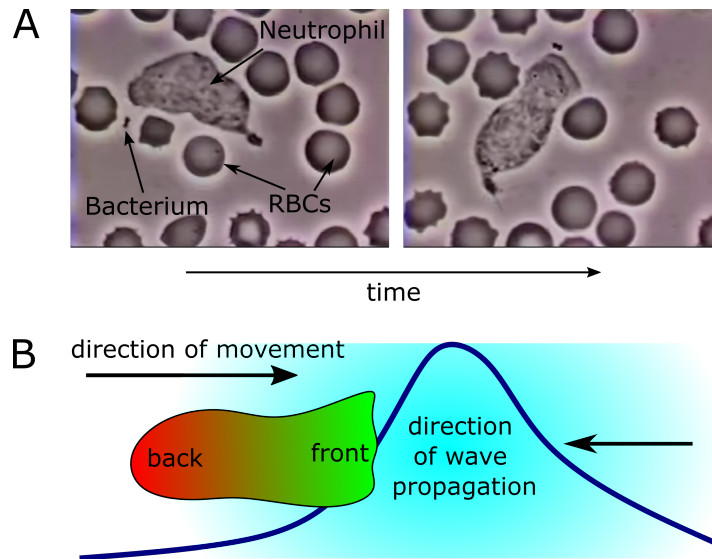 A
Neutrophil
Bacterium
RBCs
time
B
direction of movement
back
front
direction
of wave
propagation